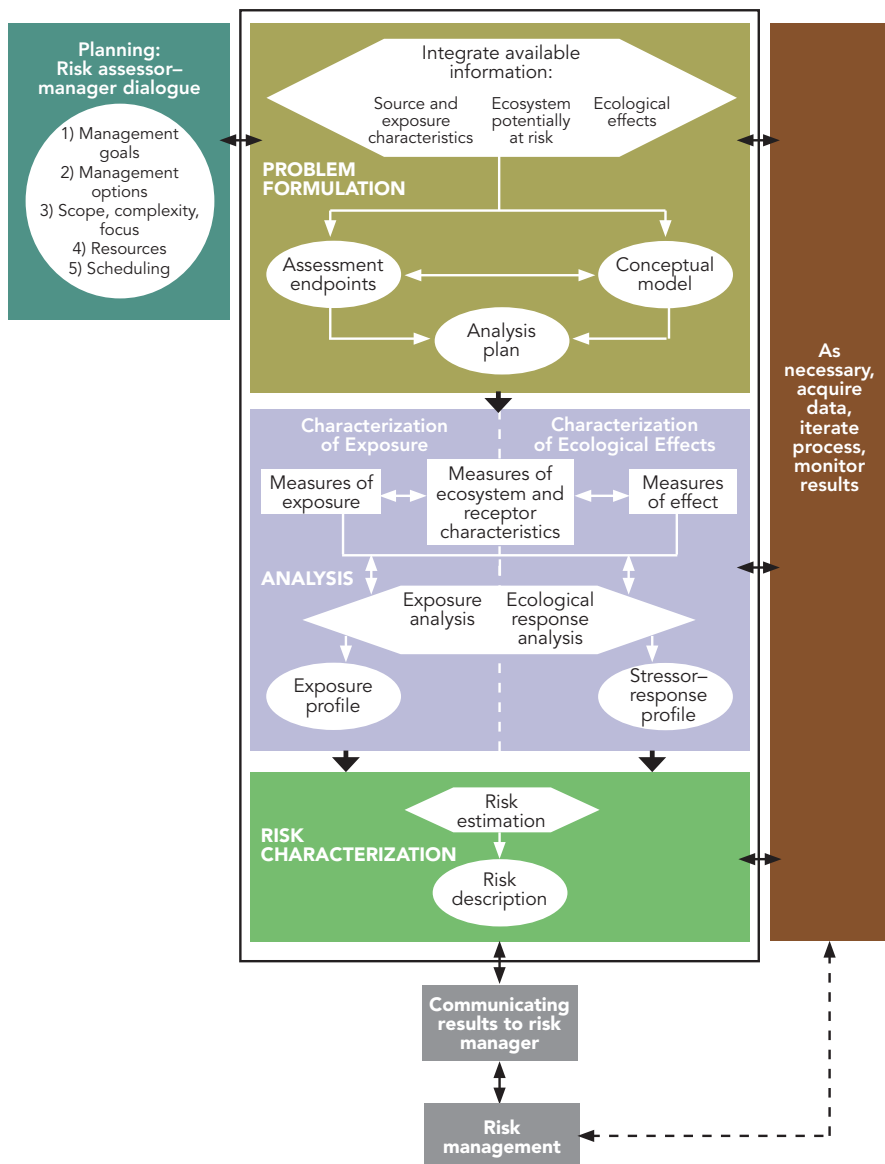 Planning:
Risk assessor–
manager dialogue
1) Management
goals
2) Management
options
3) Scope, complexity,
focus
4) Resources
5) Scheduling
Integrate available
information:
Source and
exposure
characteristics
Ecosystem
potentially
at risk
Ecological
effects
PROBLEM
FORMULATION
Assessment
endpoints
Conceptual
model
Analysis
plan
Characterization
of Exposure
Characterization
of Ecological Effects
Measures of
exposure
Measures of
ecosystem and
receptor
characteristics
Measures
of effect
ANALYSIS
Exposure
analysis
Ecological
response
analysis
Exposure
profile
Stressor–
response
profile
RISK
CHARACTERIZATION
Risk
estimation
Risk
description
As
necessary,
acquire
data,
iterate
process,
monitor
results
Communicating
results to risk
manager
Risk
management